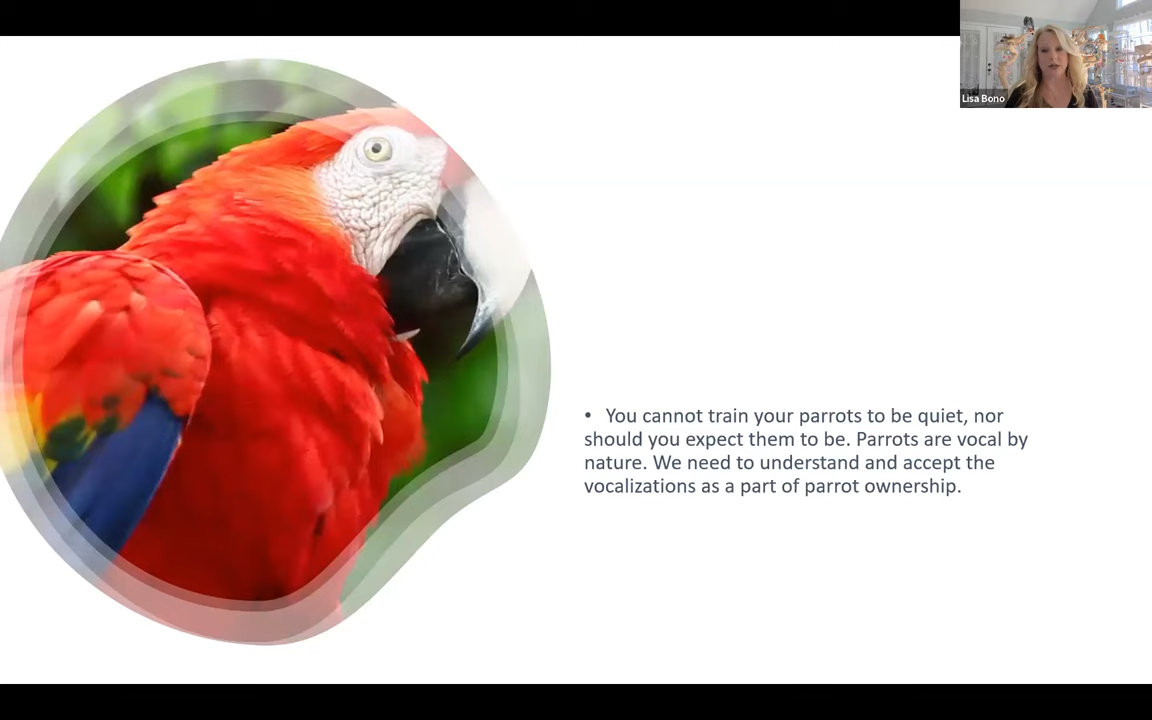 Lisa Bono
• You cannot train your parrots to be quiet, nor
should you expect them to be. Parrots are vocal by
nature. We need to understand and accept the
vocalizations as a part of parrot ownership.